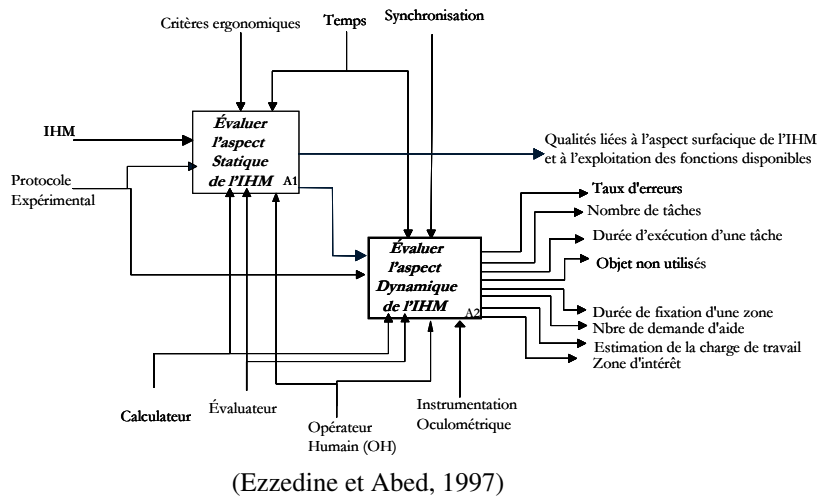 Critères ergonomiques
Temps
Synchronisation
IHM
Protocole
Expérimental
Évaluer
l'aspect
Statique
de l'IHM A1
Qualités liées à l'aspect surfacique de l'IHM
et à l'exploitation des fonctions disponibles
Taux d'erreurs
Nombre de tâches
Durée d'exécution d'une tâche
Objet non utilisés
Évaluer
l'aspect
Dynamique
de l'IHM A2
Durée de fixation d'une zone
Nbre de demande d'aide
Estimation de la charge de travail
Zone d'intérêt
Calculateur
Évaluateur
Opérateur
Humain (OH)
Instrumentation
Oculométrique
(Ezzedine et Abed, 1997)